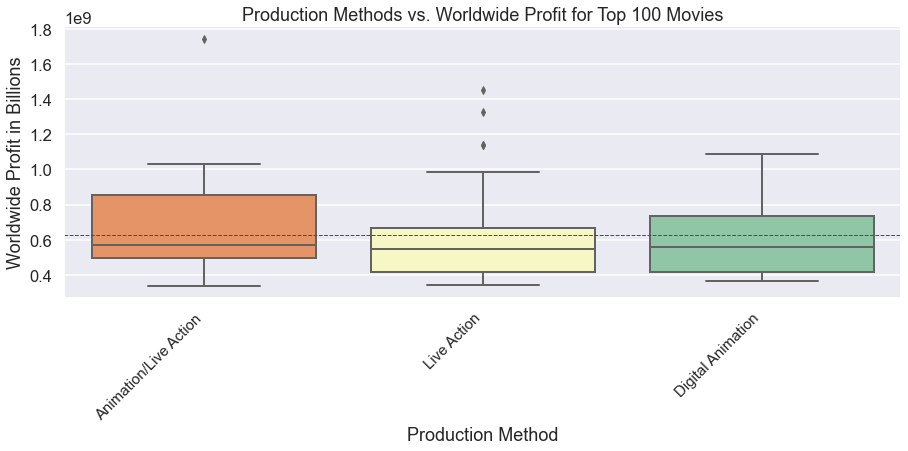 Production Methods vs. Worldwide Profit for Top 100 Movies
1e9
1.8
1.6
1.4
1.2
1.0
0.8
0.6
0.4
Worldwide Profit in Billions
Animation/Live Action
Live Action
Digital Animation
Production Method